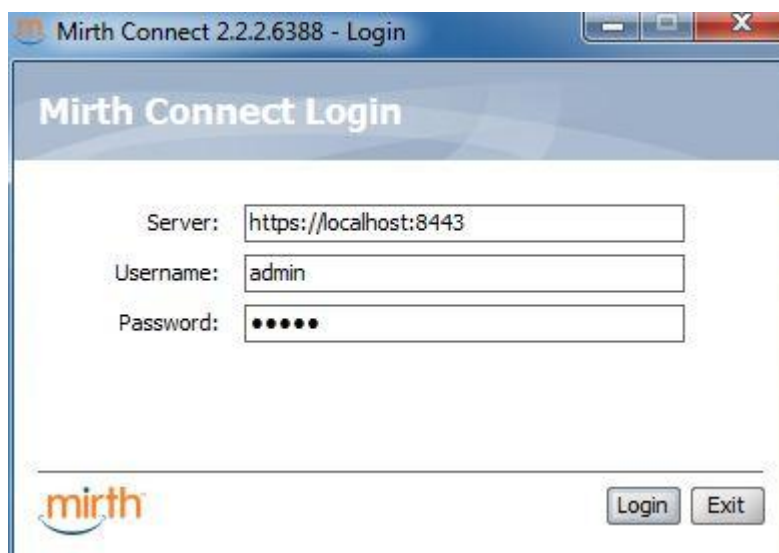 Mirth Connect 2.2.2.6388 - Login
Mirth Connect Login
Server: https://localhost:8443
Username: admin
Password: •••••
mirth Login Exit